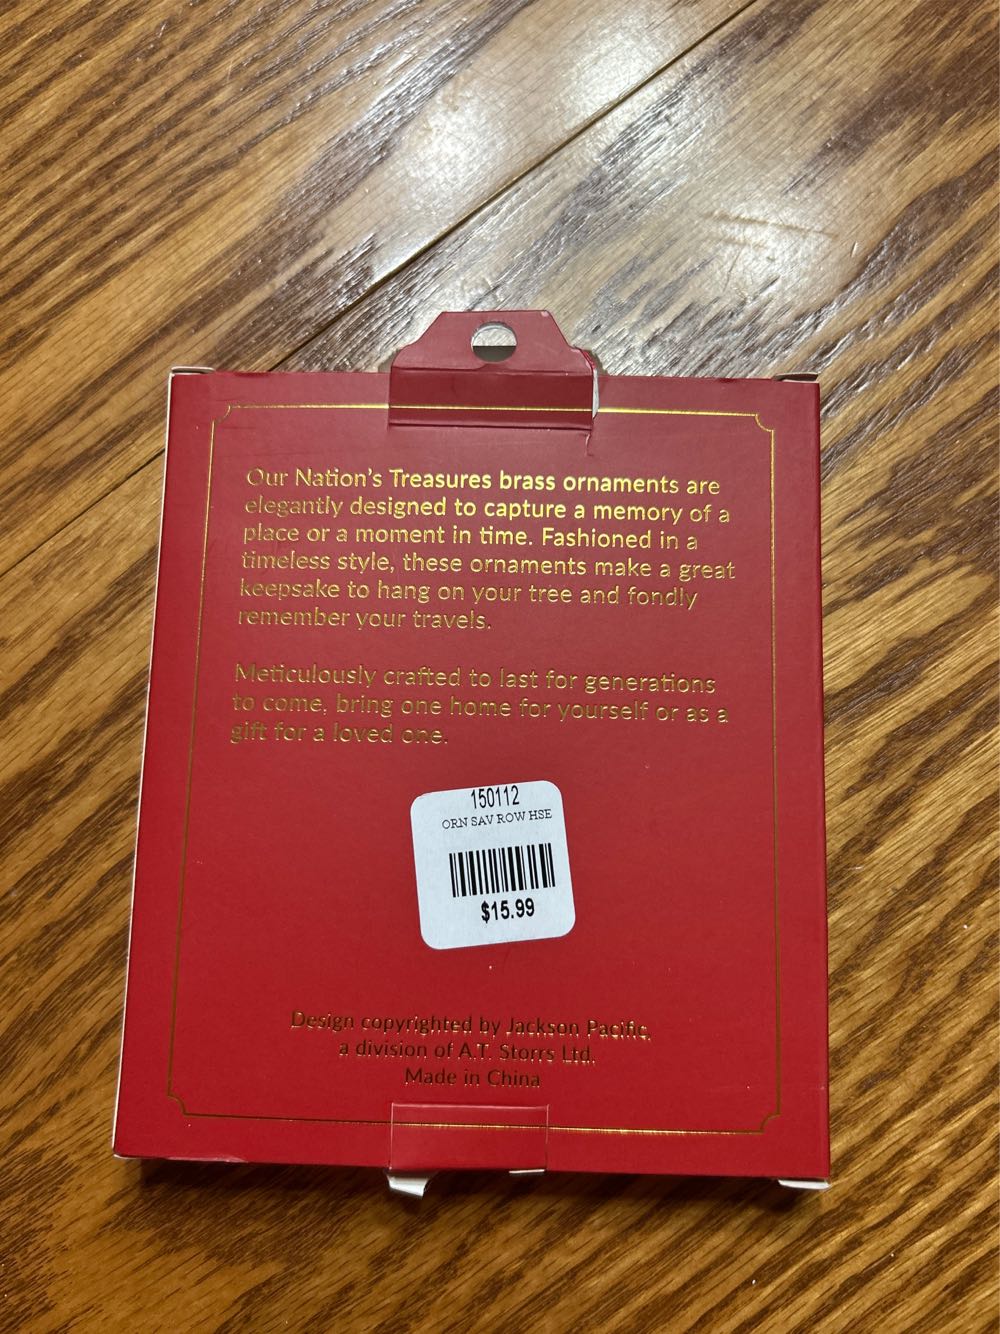 Our Nation's Treasures brass ornaments are
elegantly designed to capture a memory of a
place or a moment in time. Fashioned in a
timeless style, these ornaments make a great
keepsake to hang on your tree and fondly
remember your travels.
Meticulously crafted to last for generations
to come, bring one home for yourself or as a
gift for a loved one.
150112
ORN SAV ROW HSE
$15.99
Design copyrighted by Jackson Pacific,
a division of A.T. Storrs Ltd.
Made in China